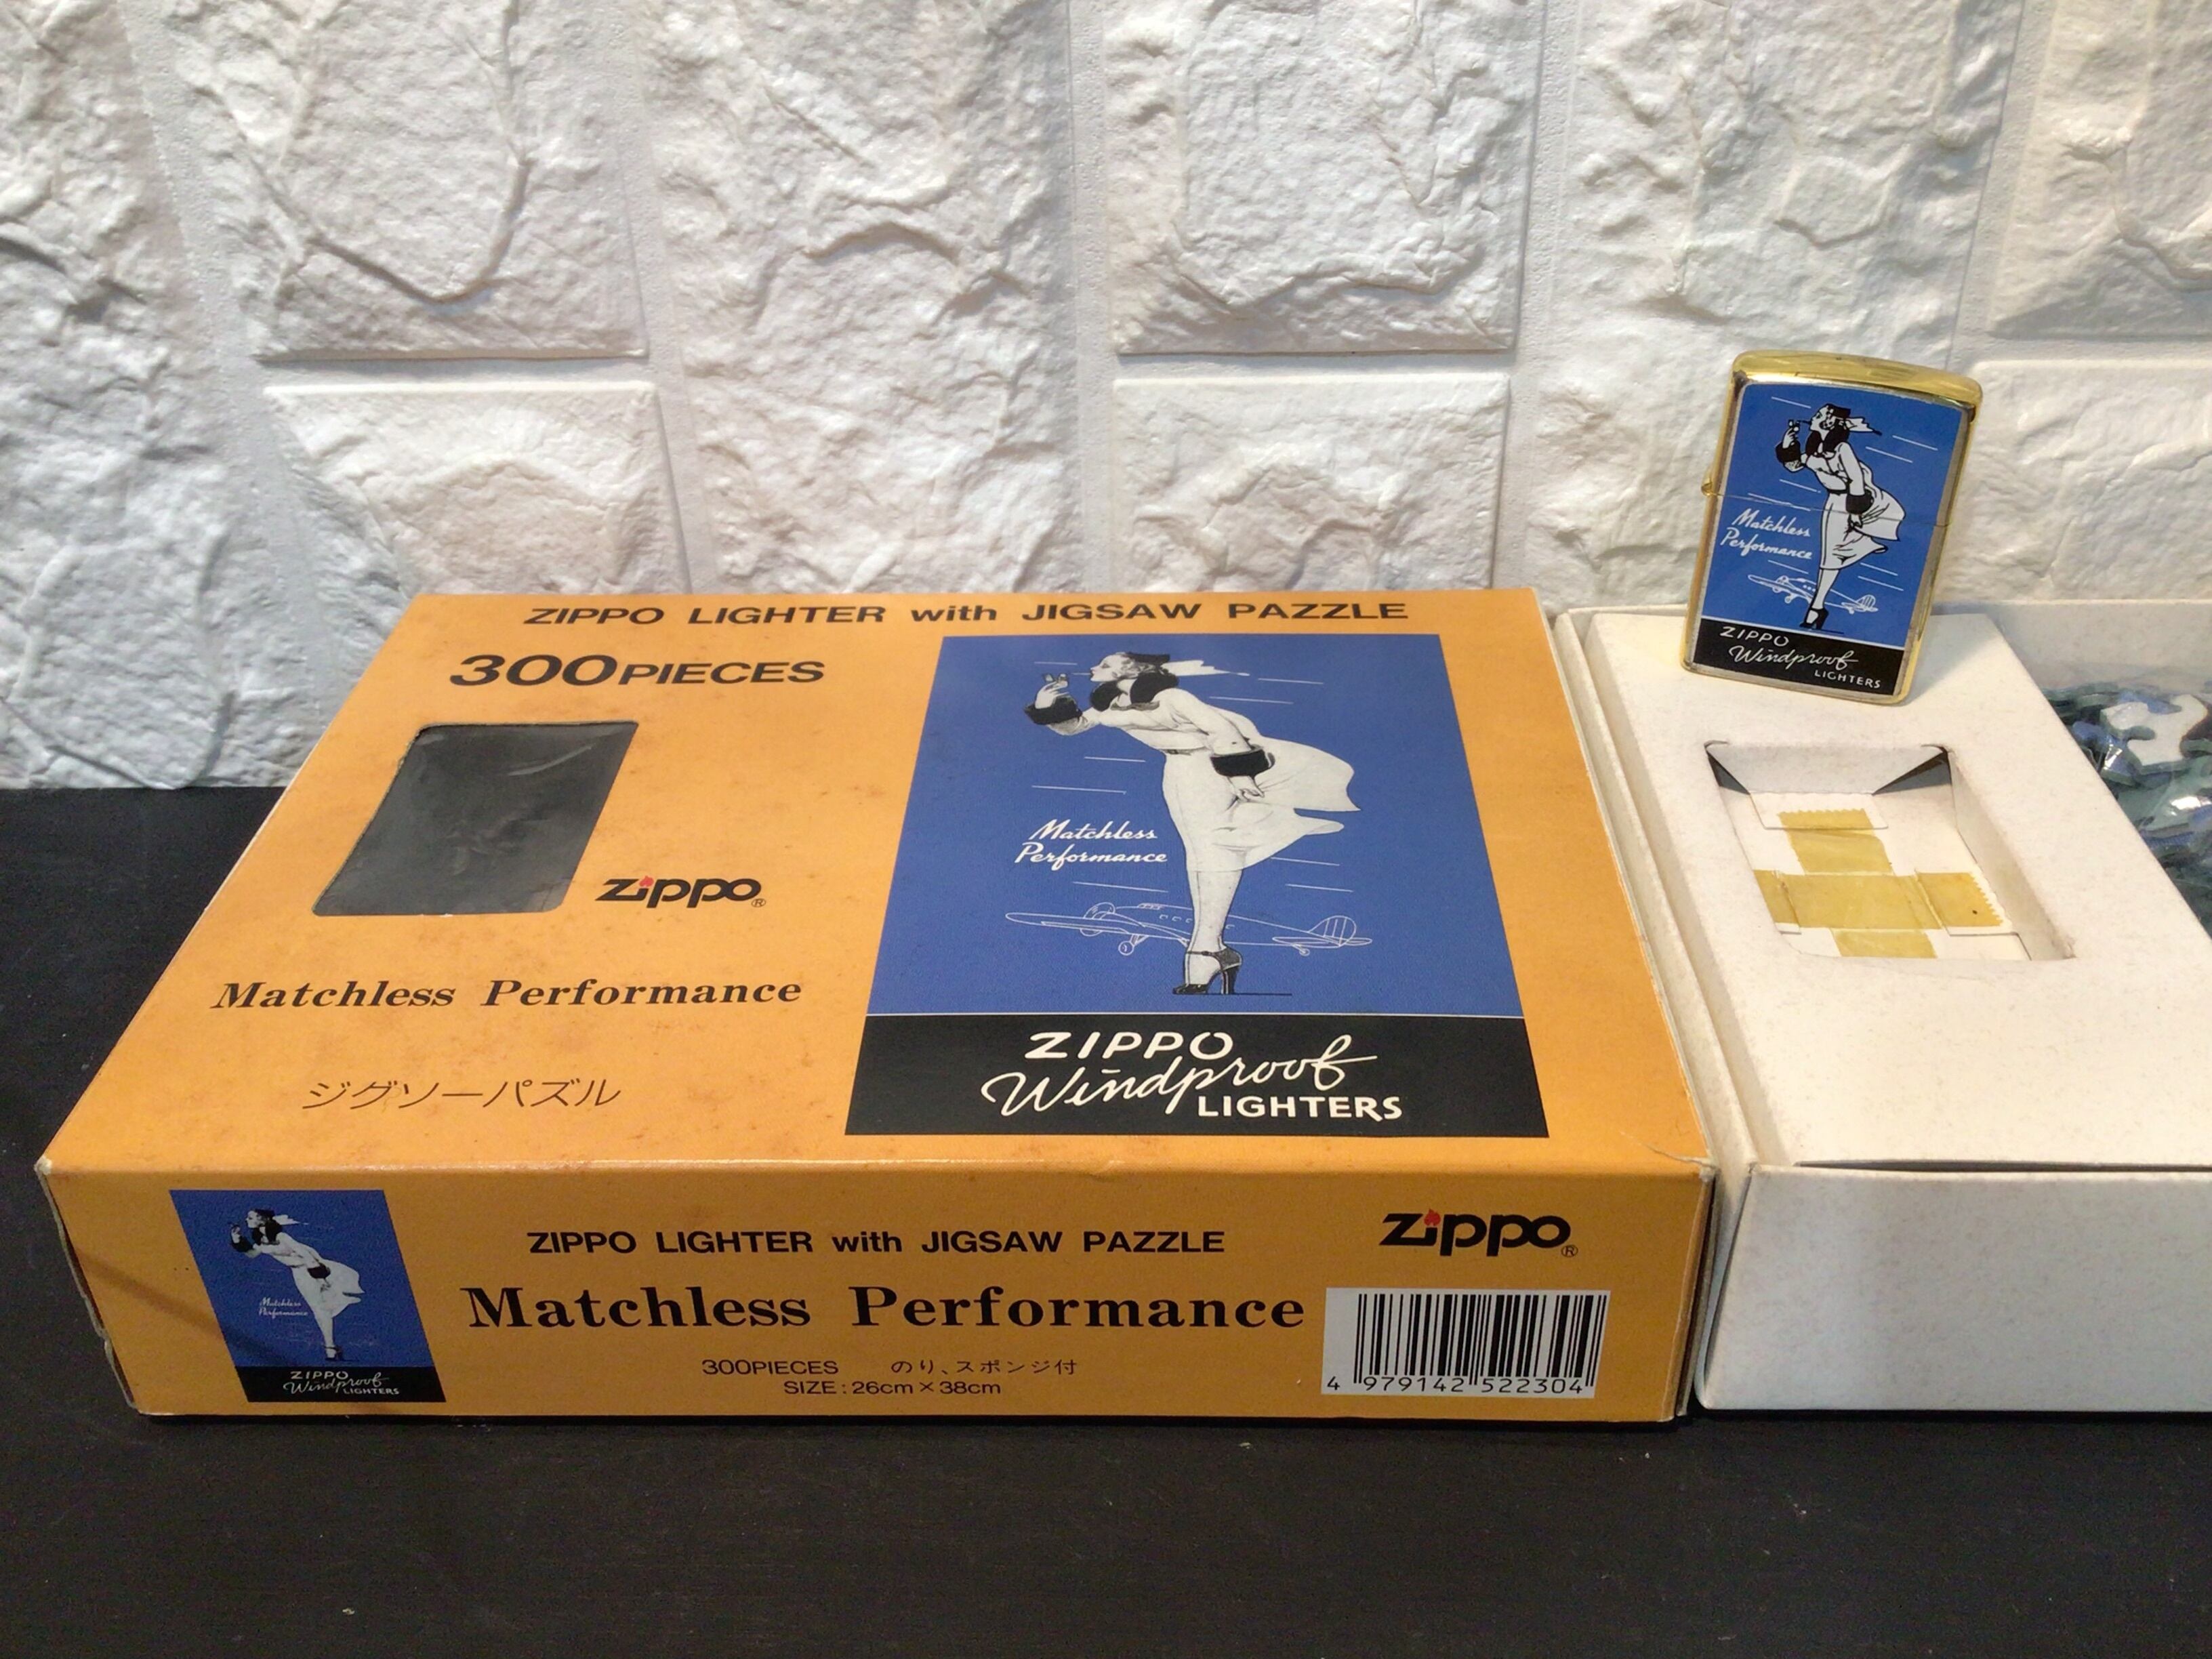 ZIPPO LIGHTER with JIGSAW PAZZLE
300PIECES
zippo®
Matchless Performance
ジグソーパズル
Matchless
Performance
ZIPPO
Windproof
LIGHTERS
Matchless
Performance
ZIPPO
Windproof
LIGHTERS
Matchless
Performance
ZIPPO
Windproof
LIGHTERS
ZIPPO LIGHTER with JIGSAW PAZZLE
Matchless Performance
300PIECES のり、スポンジ付
SIZE:26cm×38cm
zippo®
4 979142 522304